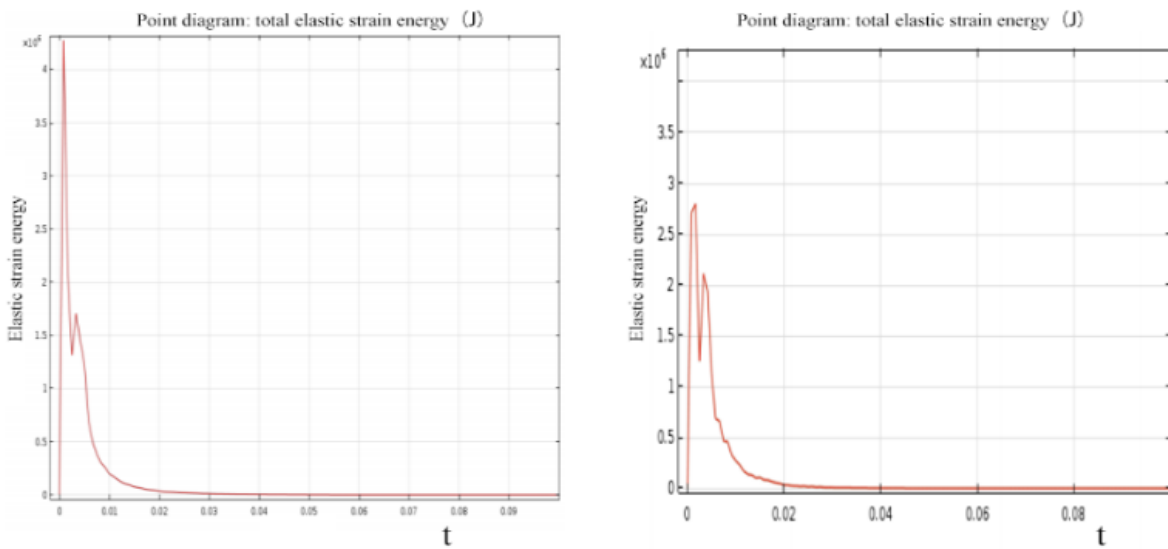 Point diagram: total elastic strain energy （J）
×10⁶
4
3.5
3
2.5
2
1.5
1
0.5
0
Elastic strain energy
0 0.01 0.02 0.03 0.04 0.05 0.06 0.07 0.08 0.09
t
Point diagram: total elastic strain energy （J）
×10⁶
3.5
3
2.5
2
1.5
1
0.5
0
Elastic strain energy
0 0.02 0.04 0.06 0.08
t